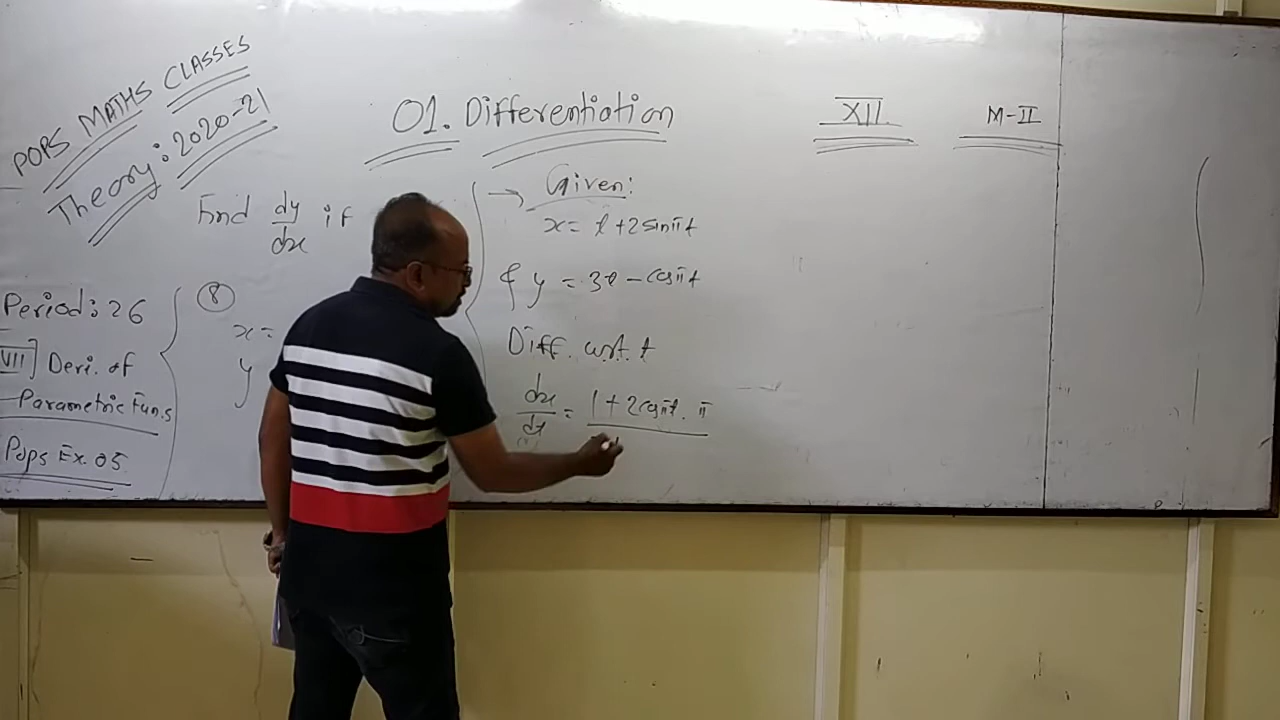 POPS MATHS CLASSES
Theory: 2020-21
01. Differentiation
XII
M-II
Find dy/dx if
Period: 26
VII] Deri. of
Parametric Funs
Pops Ex. 05
(8)
x=
y
→ Given:
x = t + 2sinπt
& y = 3t - cosπt
Diff. w.r.t. t
dx/dt = 1 + 2cosπt. π